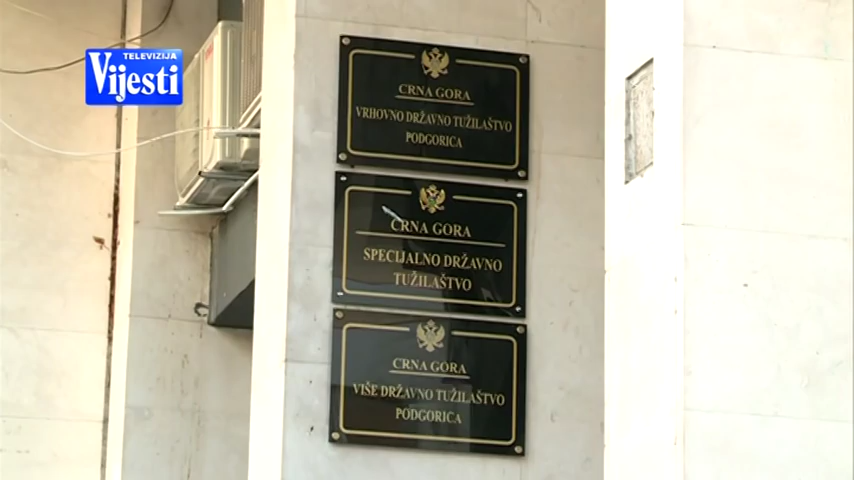 TELEVIZIJA
Vijesti
CRNA GORA
VRHOVNO DRŽAVNO TUŽILAŠTVO
PODGORICA
CRNA GORA
SPECIJALNO DRŽAVNO
TUŽILAŠTVO
CRNA GORA
VIŠE DRŽAVNO TUŽILAŠTVO
PODGORICA